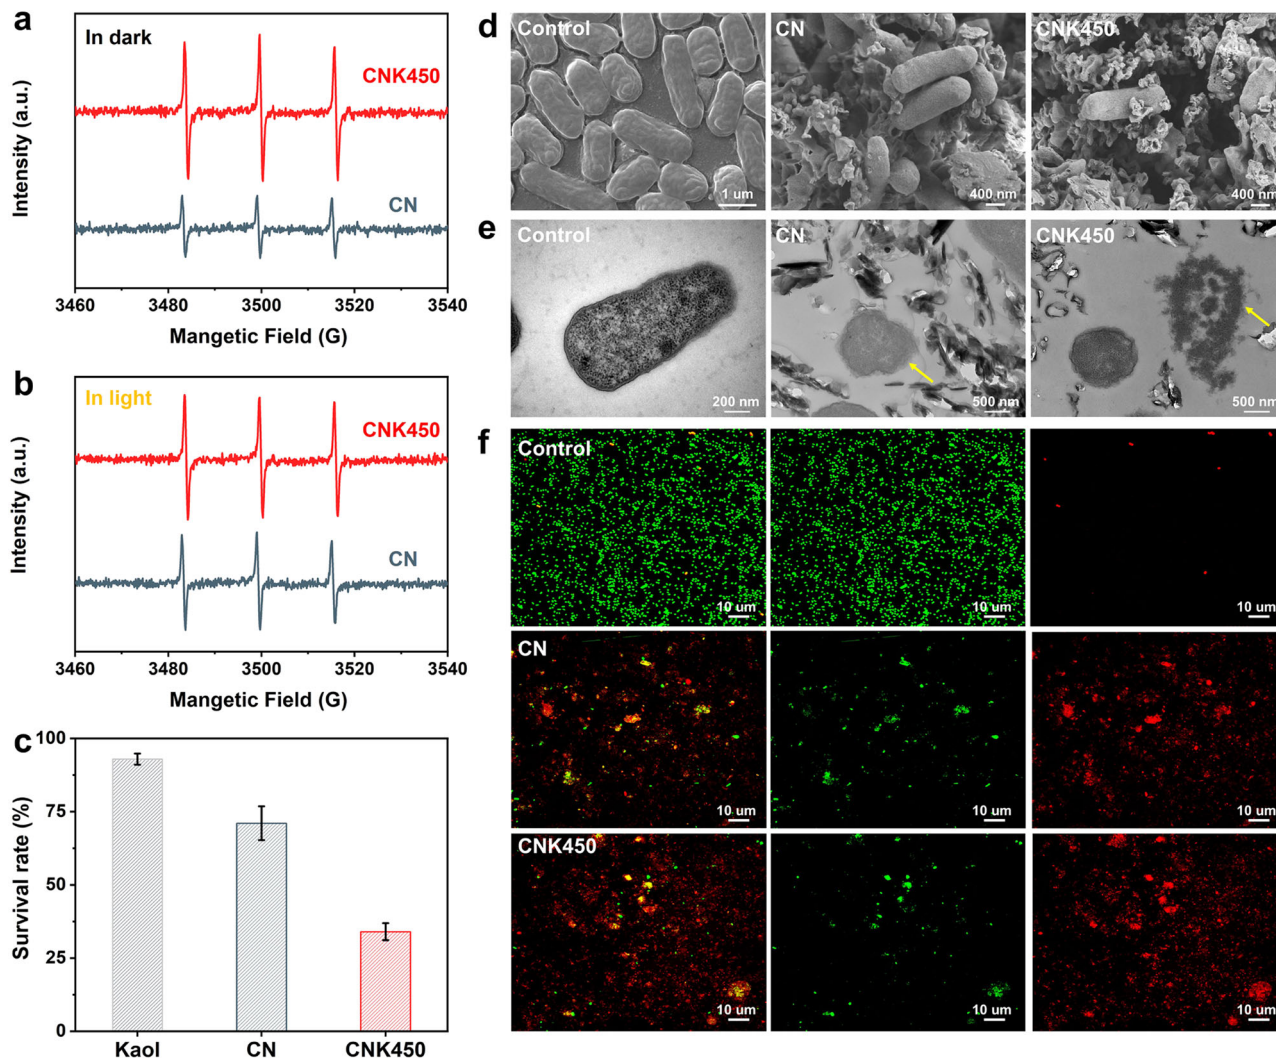 a
In dark
CNK450
CN
Intensity (a.u.)
3460 3480 3500 3520 3540
Mangetic Field (G)
b
In light
CNK450
CN
Intensity (a.u.)
3460 3480 3500 3520 3540
Mangetic Field (G)
c
100
75
50
25
0
Survival rate (%)
Kaol CN CNK450
d
Control CN CNK450
1 um 400 nm 400 nm
e
Control CN CNK450
200 nm 500 nm 500 nm
f
Control
10 um 10 um 10 um
CN
10 um 10 um 10 um
CNK450
10 um 10 um 10 um